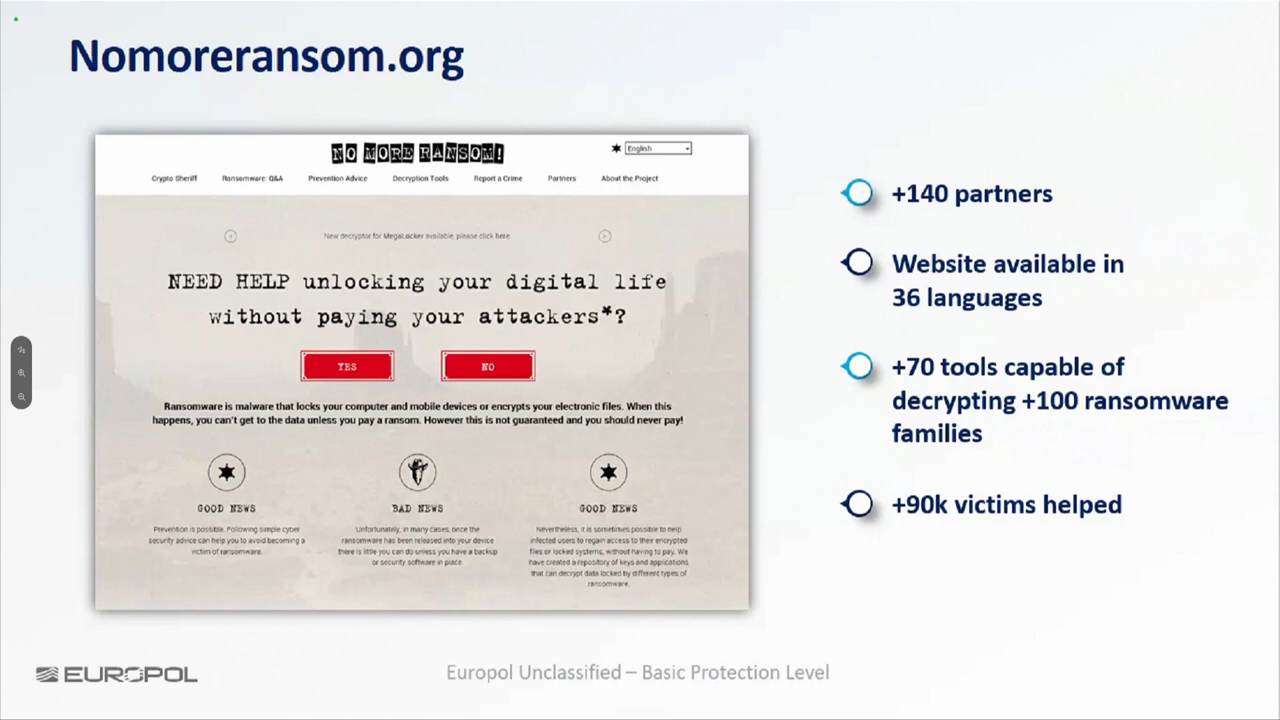 Nomoreransom.org
NO MORE RANSOM!
English
Crypto Sheriff
Ransomware: Q&A
Prevention Advice
Decryption Tools
Report a Crime
Partners
About the Project
New decryptor for MegaLocker available, please click here.
NEED HELP unlocking your digital life
without paying your attackers*?
YES
NO
Ransomware is malware that locks your computer and mobile devices or encrypts your electronic files. When this
happens, you can't get to the data unless you pay a ransom. However this is not guaranteed and you should never pay!
GOOD NEWS
Prevention is possible. Following simple cyber
security advice can help you to avoid becoming a
victim of ransomware.
BAD NEWS
Unfortunately, in many cases, once the
ransomware has been released into your device
there is little you can do unless you have a backup
or security software in place.
GOOD NEWS
Nevertheless, it is sometimes possible to help
infected users to regain access to their encrypted
files or locked systems, without having to pay. We
have created a repository of keys and applications
that can decrypt data locked by different types of
ransomware.
+140 partners
Website available in
36 languages
+70 tools capable of
decrypting +100 ransomware
families
+90k victims helped
EUROPOL
Europol Unclassified – Basic Protection Level